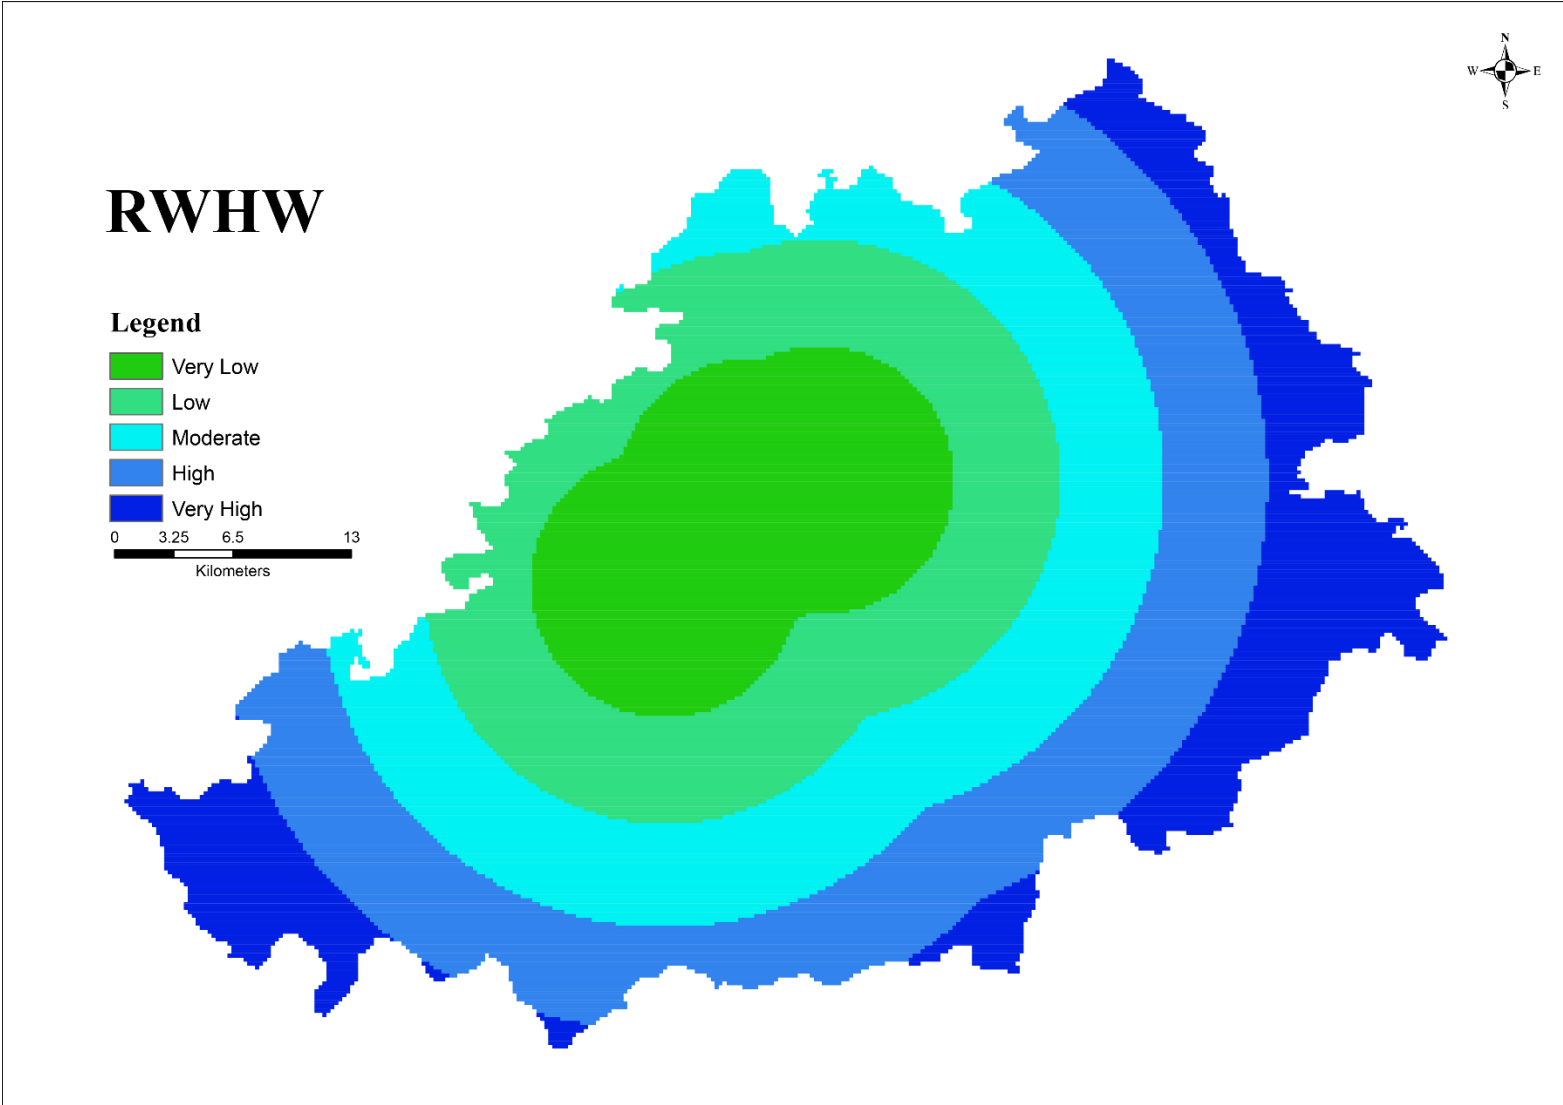 N
W E
S
RWHW
Legend
Very Low
Low
Moderate
High
Very High
0 3.25 6.5 13
Kilometers